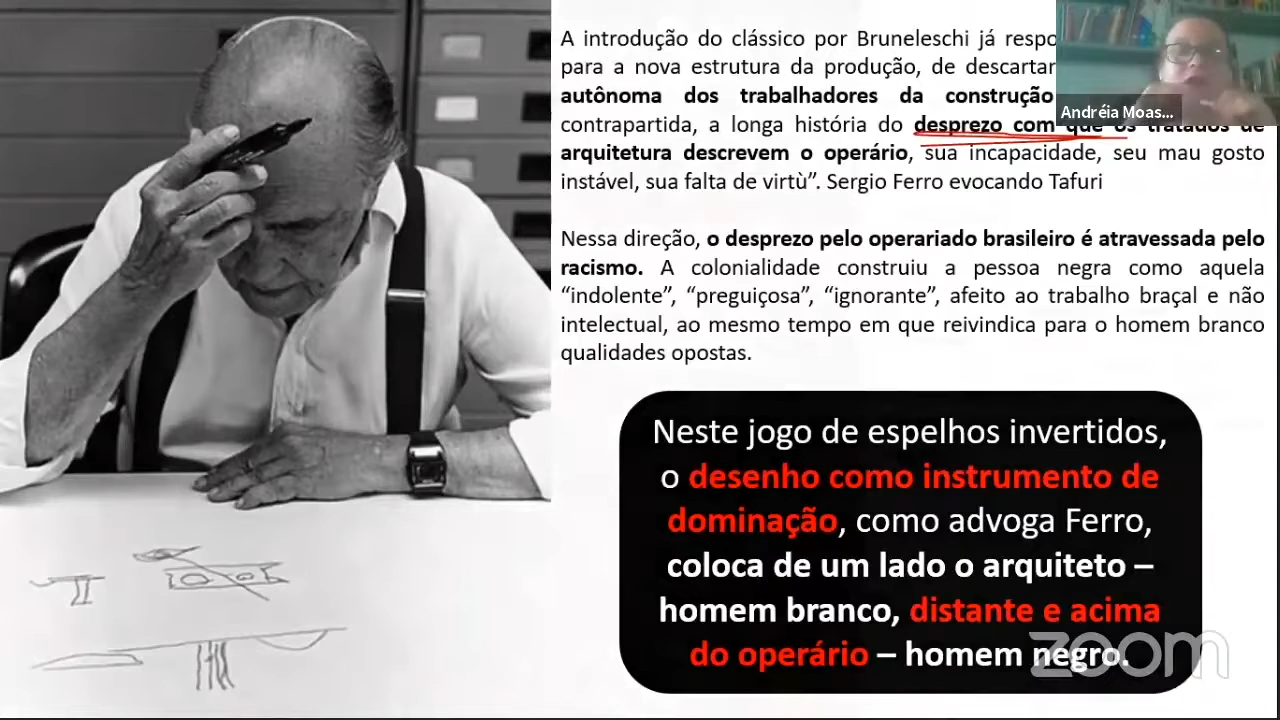 A introdução do clássico por Bruneleschi já
para a nova estrutura da produção, de descartar
autônoma dos trabalhadores da construção
contrapartida, a longa história do desprezo com que os tratados de
arquitetura descrevem o operário, sua incapacidade, seu mau gosto
instável, sua falta de virtù”. Sergio Ferro evocando Tafuri
Nessa direção, o desprezo pelo operariado brasileiro é atravessada pelo
racismo. A colonialidade construiu a pessoa negra como aquela
“indolente”, “preguiçosa”, “ignorante”, afeito ao trabalho braçal e não
intelectual, ao mesmo tempo em que reivindica para o homem branco
qualidades opostas.
Neste jogo de espelhos invertidos,
o desenho como instrumento de
dominação, como advoga Ferro,
coloca de um lado o arquiteto –
homem branco, distante e acima
do operário – homem negro.
Andréia Moas...
zoom